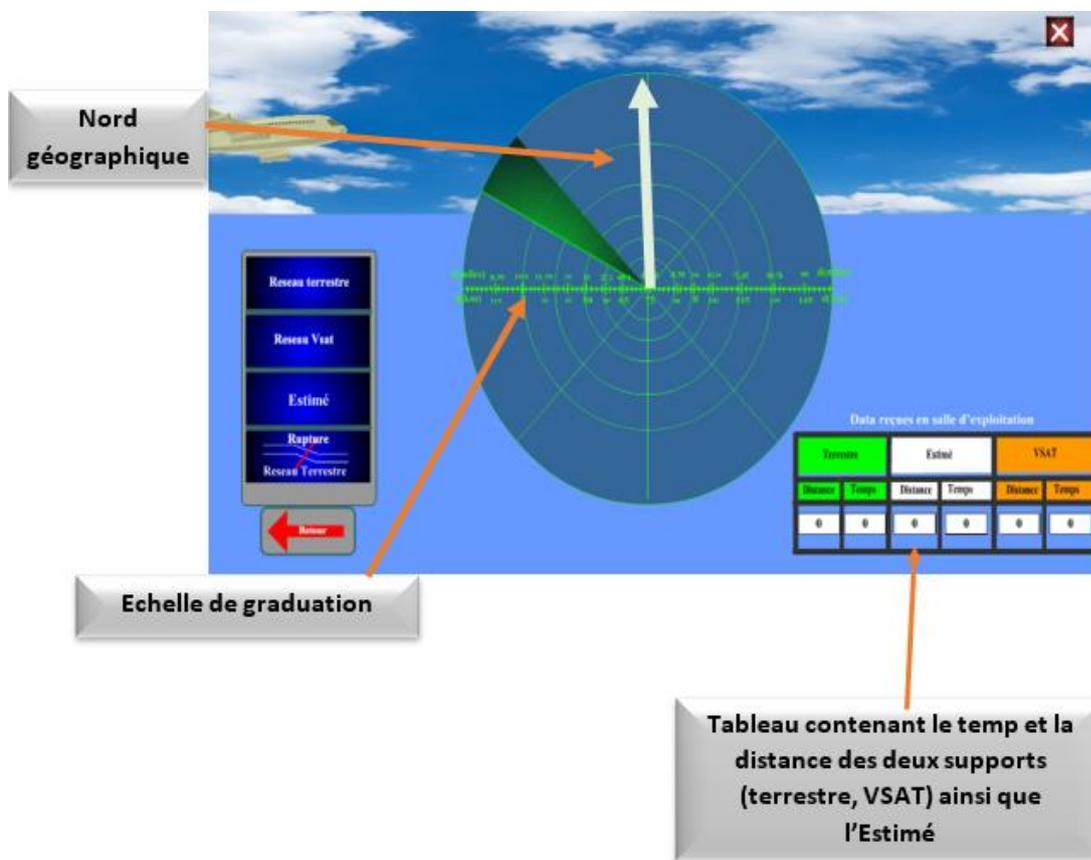 Nord
géographique
Reseau terrestre
Reseau Vsat
Estimé
Rupture
Reseau Terrestre
Retour
Data reçues en salle d'exploitation
Terrestre Estimé VSAT
Distance Temps Distance Temps Distance Temps
0 0 0 0 0 0
Echelle de graduation
Tableau contenant le temp et la
distance des deux supports
(terrestre, VSAT) ainsi que
l'Estimé